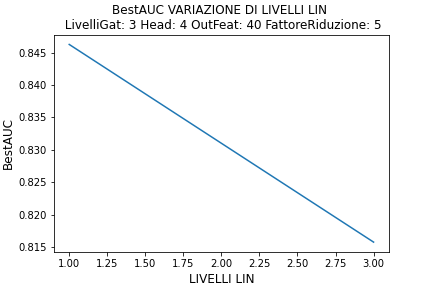 BestAUC VARIAZIONE DI LIVELLI LIN
LivelliGat: 3 Head: 4 OutFeat: 40 FattoreRiduzione: 5
BestAUC
0.845
0.840
0.835
0.830
0.825
0.820
0.815
1.00 1.25 1.50 1.75 2.00 2.25 2.50 2.75 3.00
LIVELLI LIN